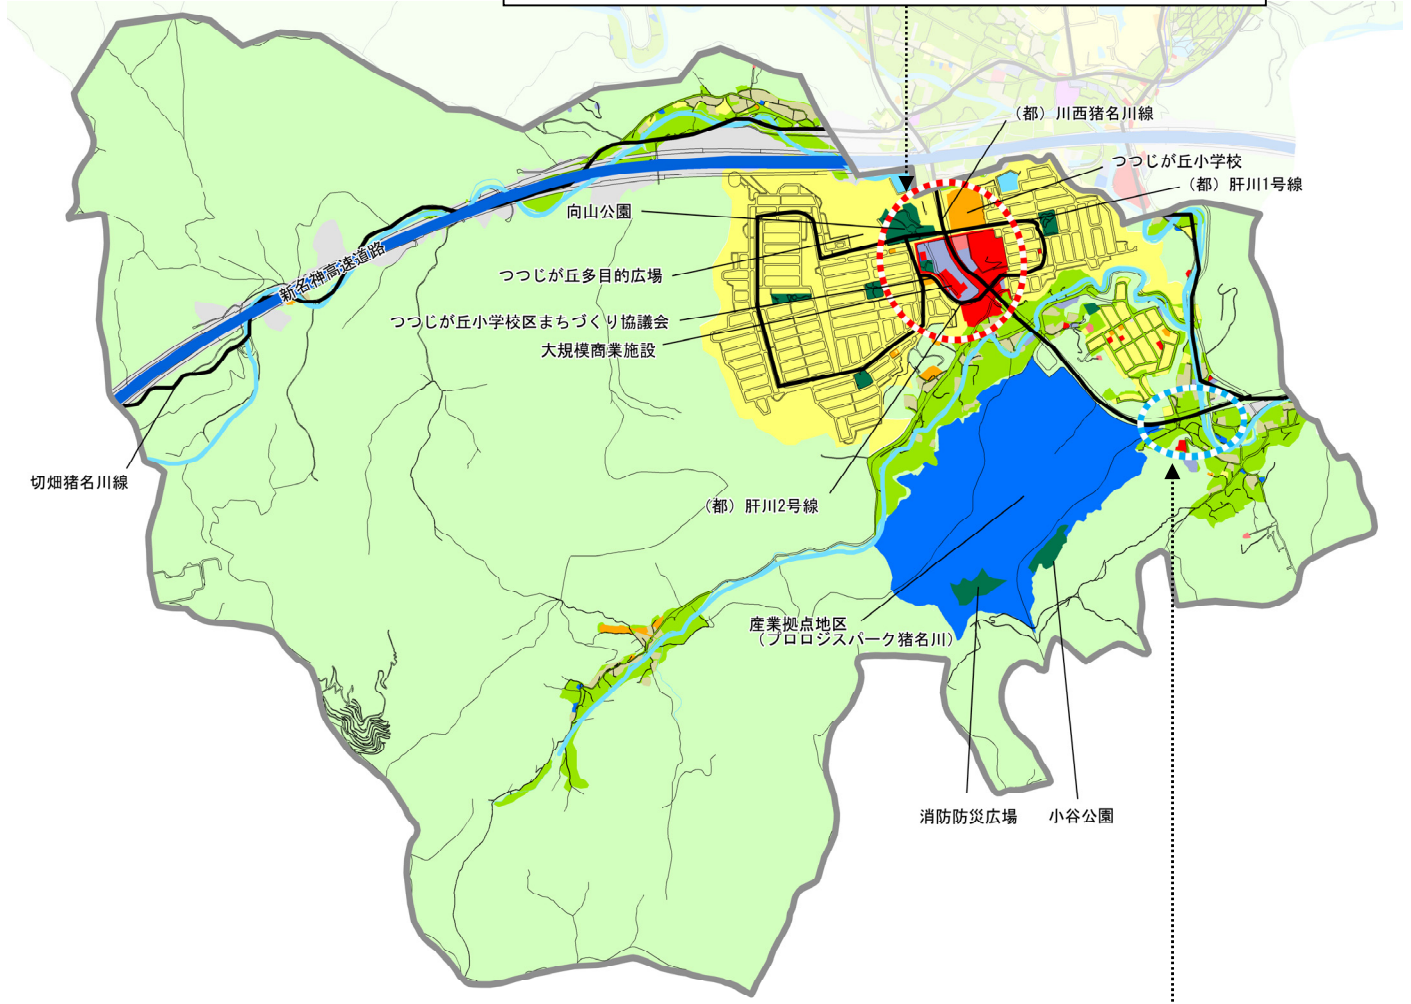 （都）川西猪名川線
つつじが丘小学校
（都）肝川1号線
向山公園
つつじが丘多目的広場
新名神高速道路
つつじが丘小学校区まちづくり協議会
大規模商業施設
切畑猪名川線
（都）肝川2号線
産業拠点地区
（プロロジスパーク猪名川）
消防防災広場
小谷公園